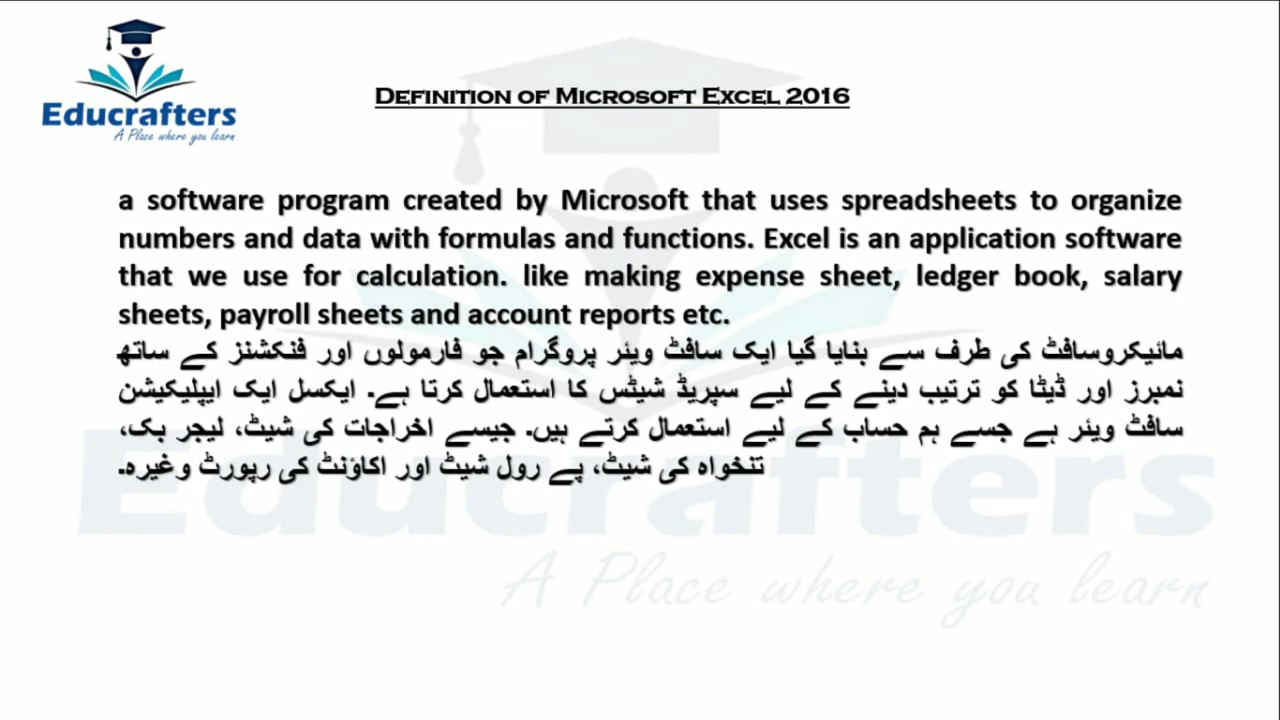 Educrafters
A Place where you learn
Definition of Microsoft Excel 2016
a software program created by Microsoft that uses spreadsheets to organize
numbers and data with formulas and functions. Excel is an application software
that we use for calculation. like making expense sheet, ledger book, salary
sheets, payroll sheets and account reports etc.
مائیکروسافٹ کی طرف سے بنایا گیا ایک سافٹ ویئر پروگرام جو فارمولوں اور فنکشنز کے ساتھ
نمبرز اور ڈیٹا کو ترتیب دینے کے لیے سپریڈ شیٹس کا استعمال کرتا ہے۔ ایکسل ایک ایپلیکیشن
سافٹ ویئر ہے جسے ہم حساب کے لیے استعمال کرتے ہیں۔ جیسے اخراجات کی شیٹ، لیجر بک،
تنخواہ کی شیٹ، پے رول شیٹ اور اکاؤنٹ کی رپورٹ وغیرہ۔
Educrafters
A Place where you learn